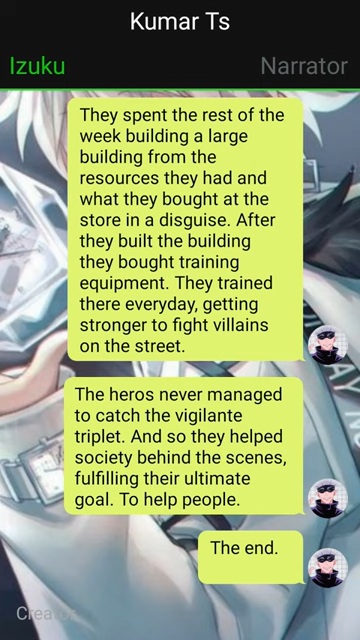 Kumar Ts
Izuku
Narrator
They spent the rest of the
week building a large
building from the
resources they had and
what they bought at the
store in a disguise. After
they built the building
they bought training
equipment. They trained
there everyday, getting
stronger to fight villains
on the street.
The heros never managed
to catch the vigilante
triplet. And so they helped
society behind the scenes,
fulfilling their ultimate
goal. To help people.
The end.